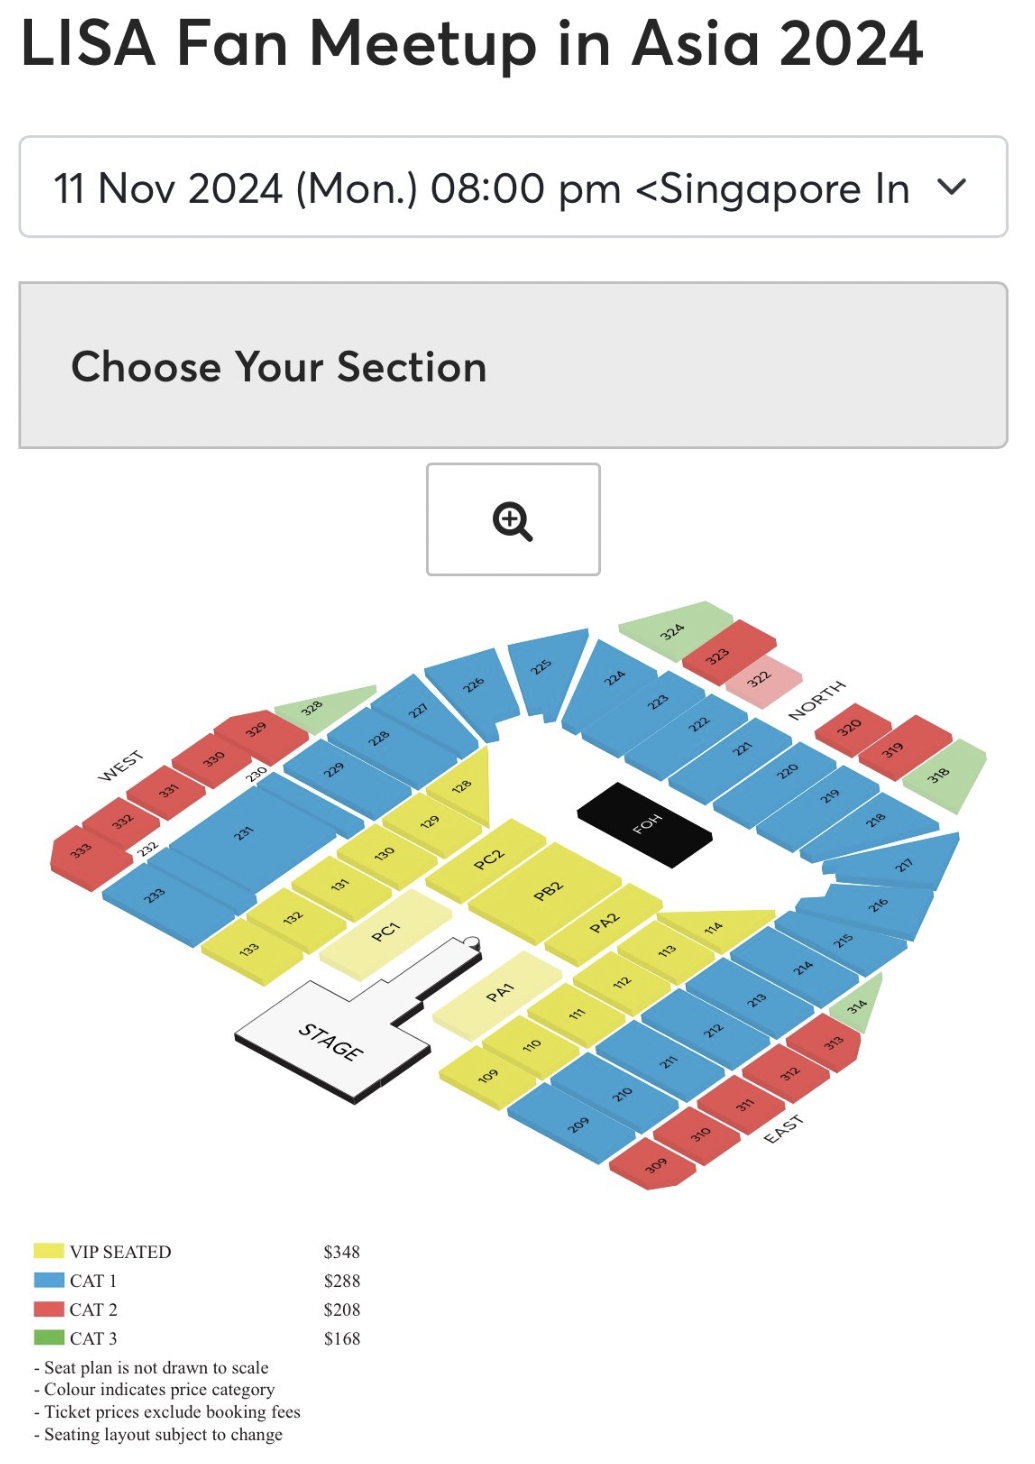 LISA Fan Meetup in Asia 2024
11 Nov 2024 (Mon.) 08:00 pm <Singapore In
Choose Your Section
324
323
322
NORTH
320
319
318
225
224
226
223
227
222
328
228
221
329
229
220
WEST
330
230
219
331
128
218
332
129
FOH
217
333
232
231
130
PC2
216
233
131
PB2
215
132
PC1
PA2
114
214
133
113
213
314
STAGE
PA1
112
212
313
111
211
312
110
210
311
109
209
310
EAST
309
VIP SEATED $348
CAT 1 $288
CAT 2 $208
CAT 3 $168
- Seat plan is not drawn to scale
- Colour indicates price category
- Ticket prices exclude booking fees
- Seating layout subject to change